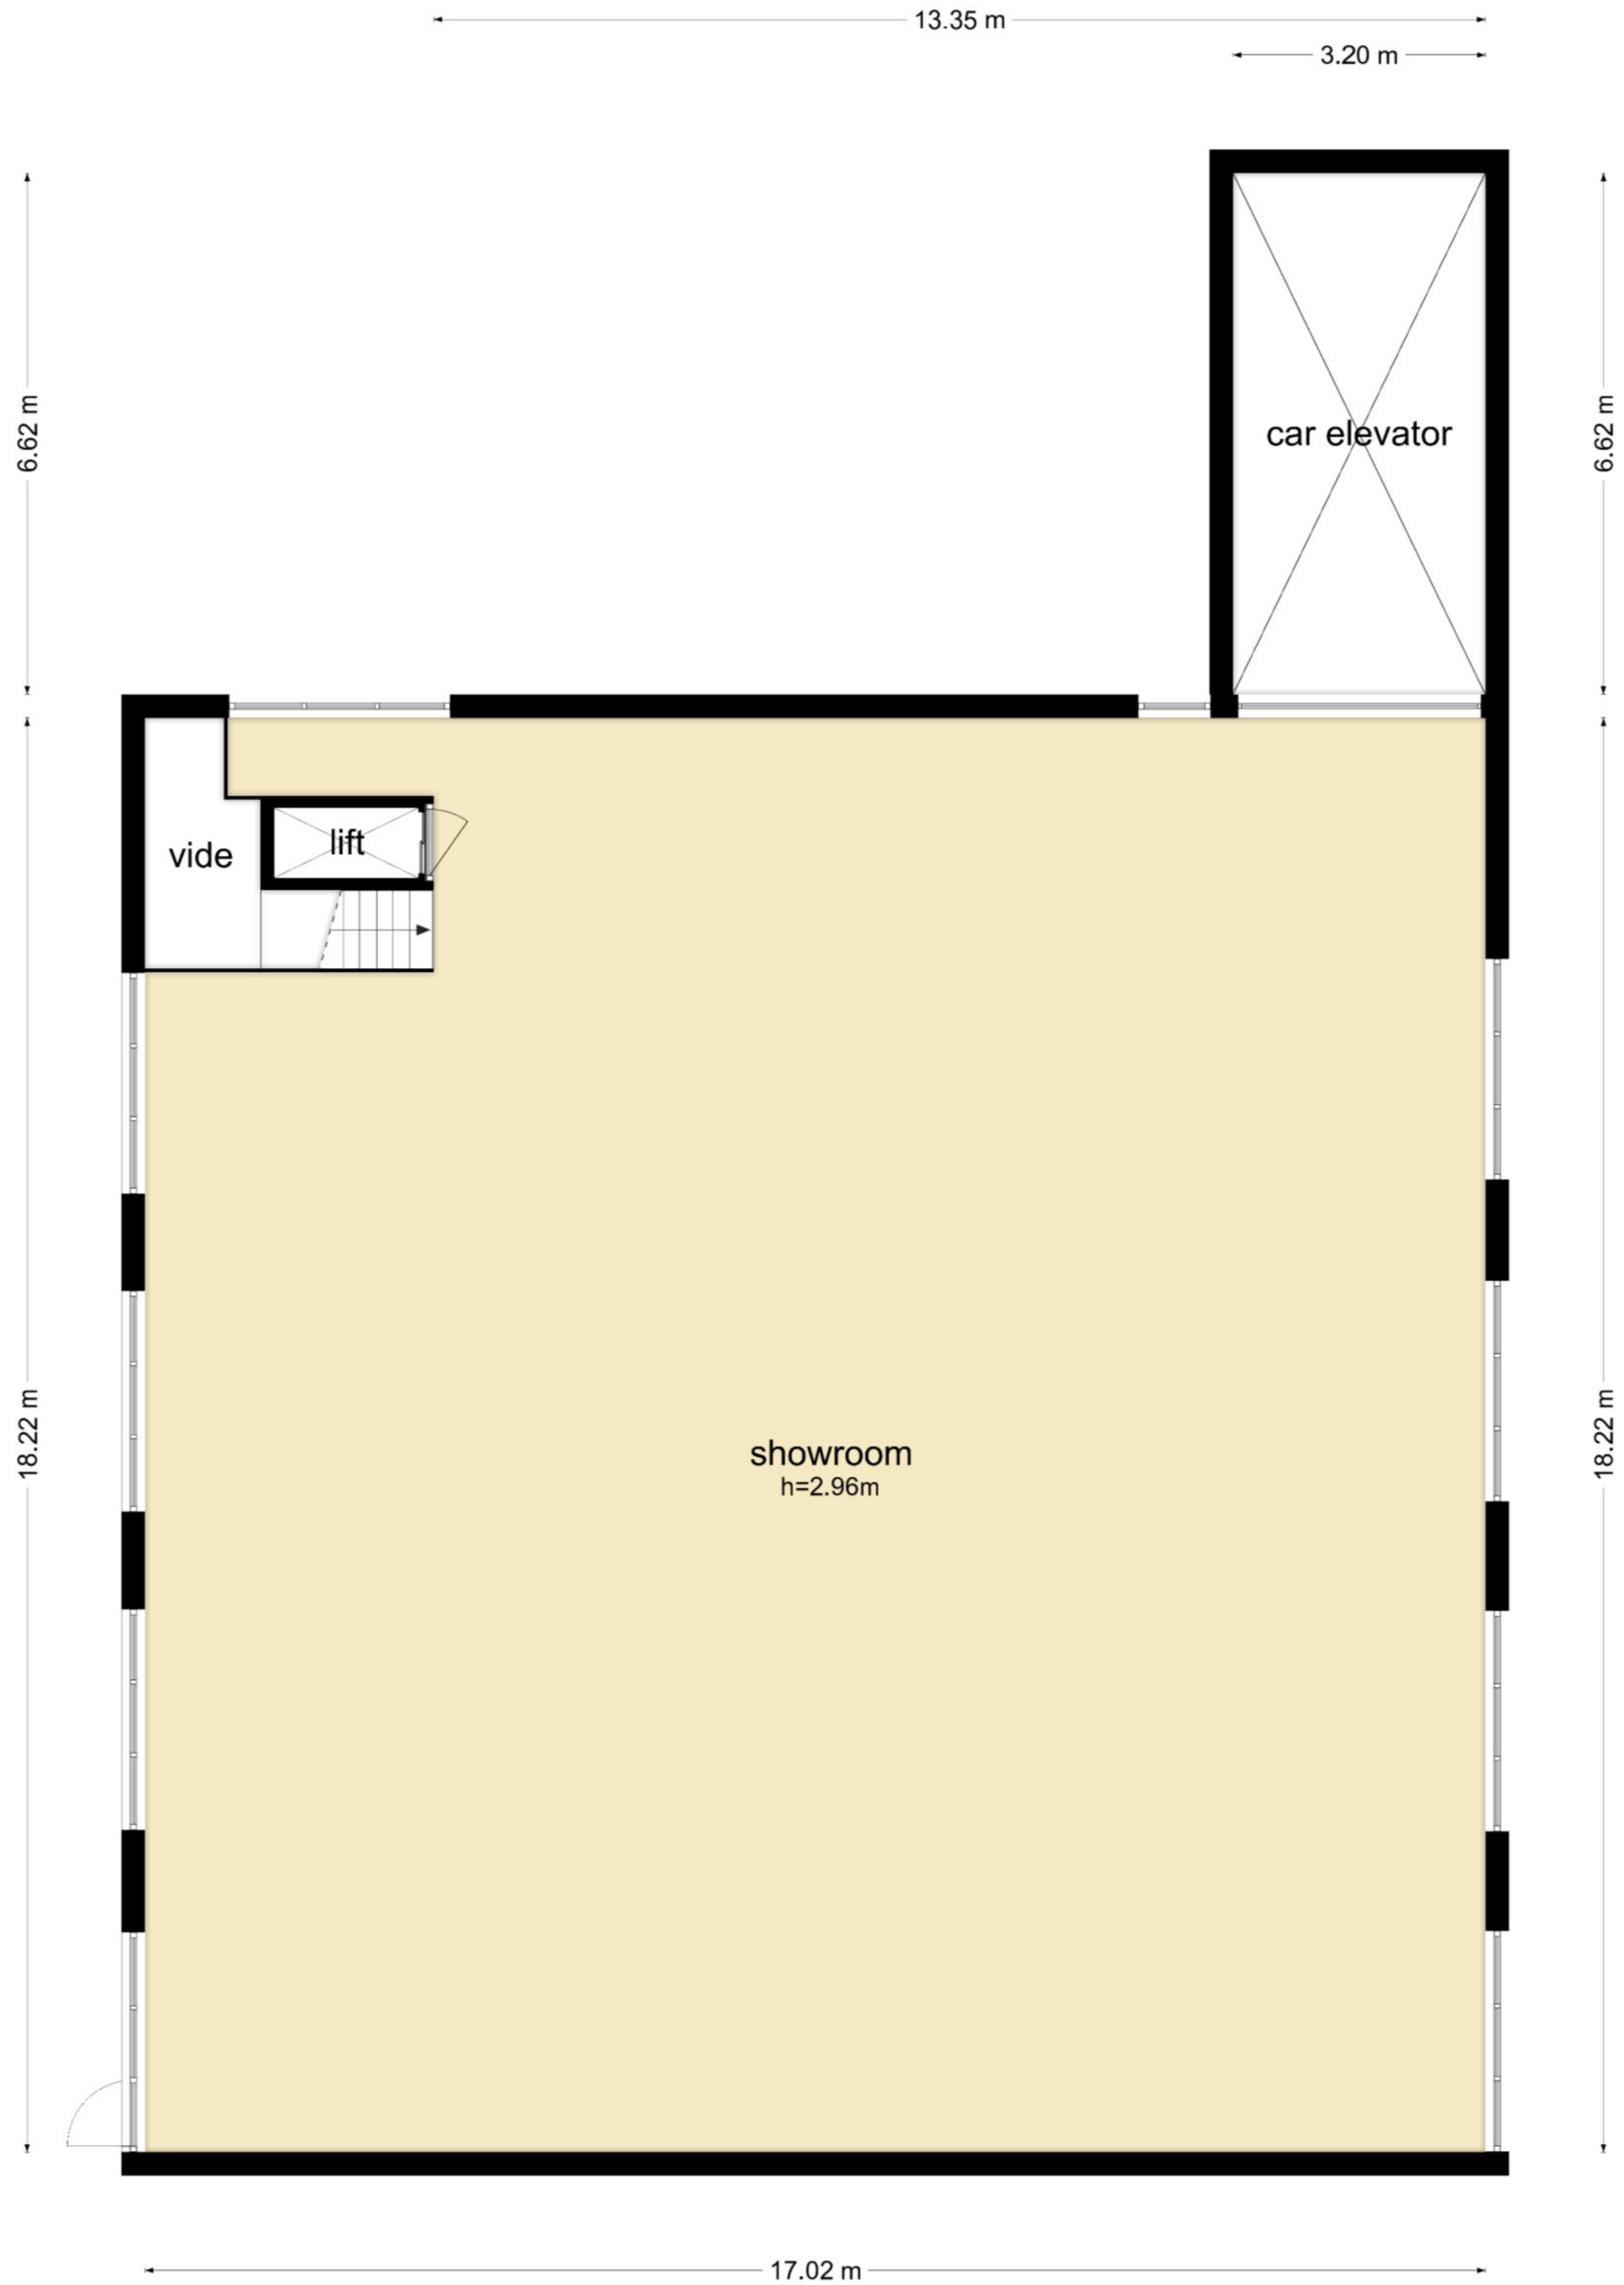 13.35 m
3.20 m
6.62 m
6.62 m
car elevator
vide
lift
18.22 m
18.22 m
showroom
h=2.96m
17.02 m